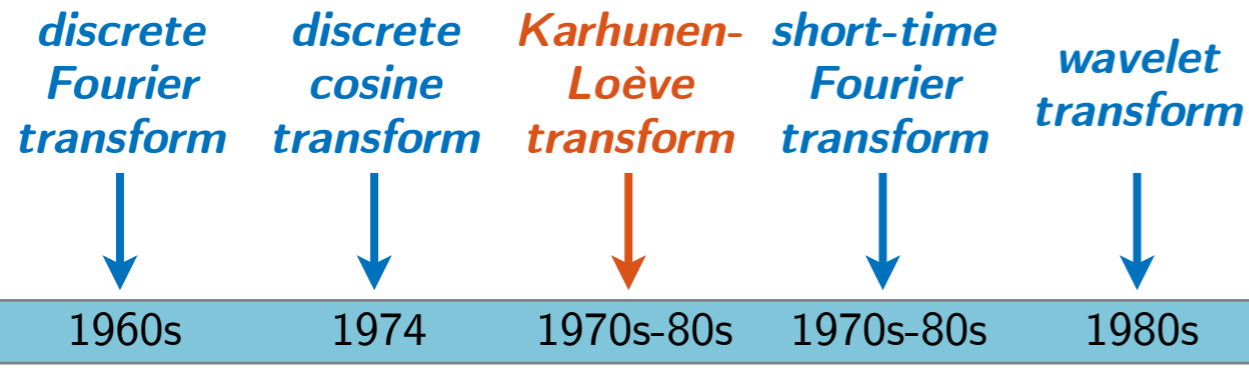 discrete
Fourier
transform
discrete
cosine
transform
Karhunen-
Loève
transform
short-time
Fourier
transform
wavelet
transform
1960s
1974
1970s-80s
1970s-80s
1980s